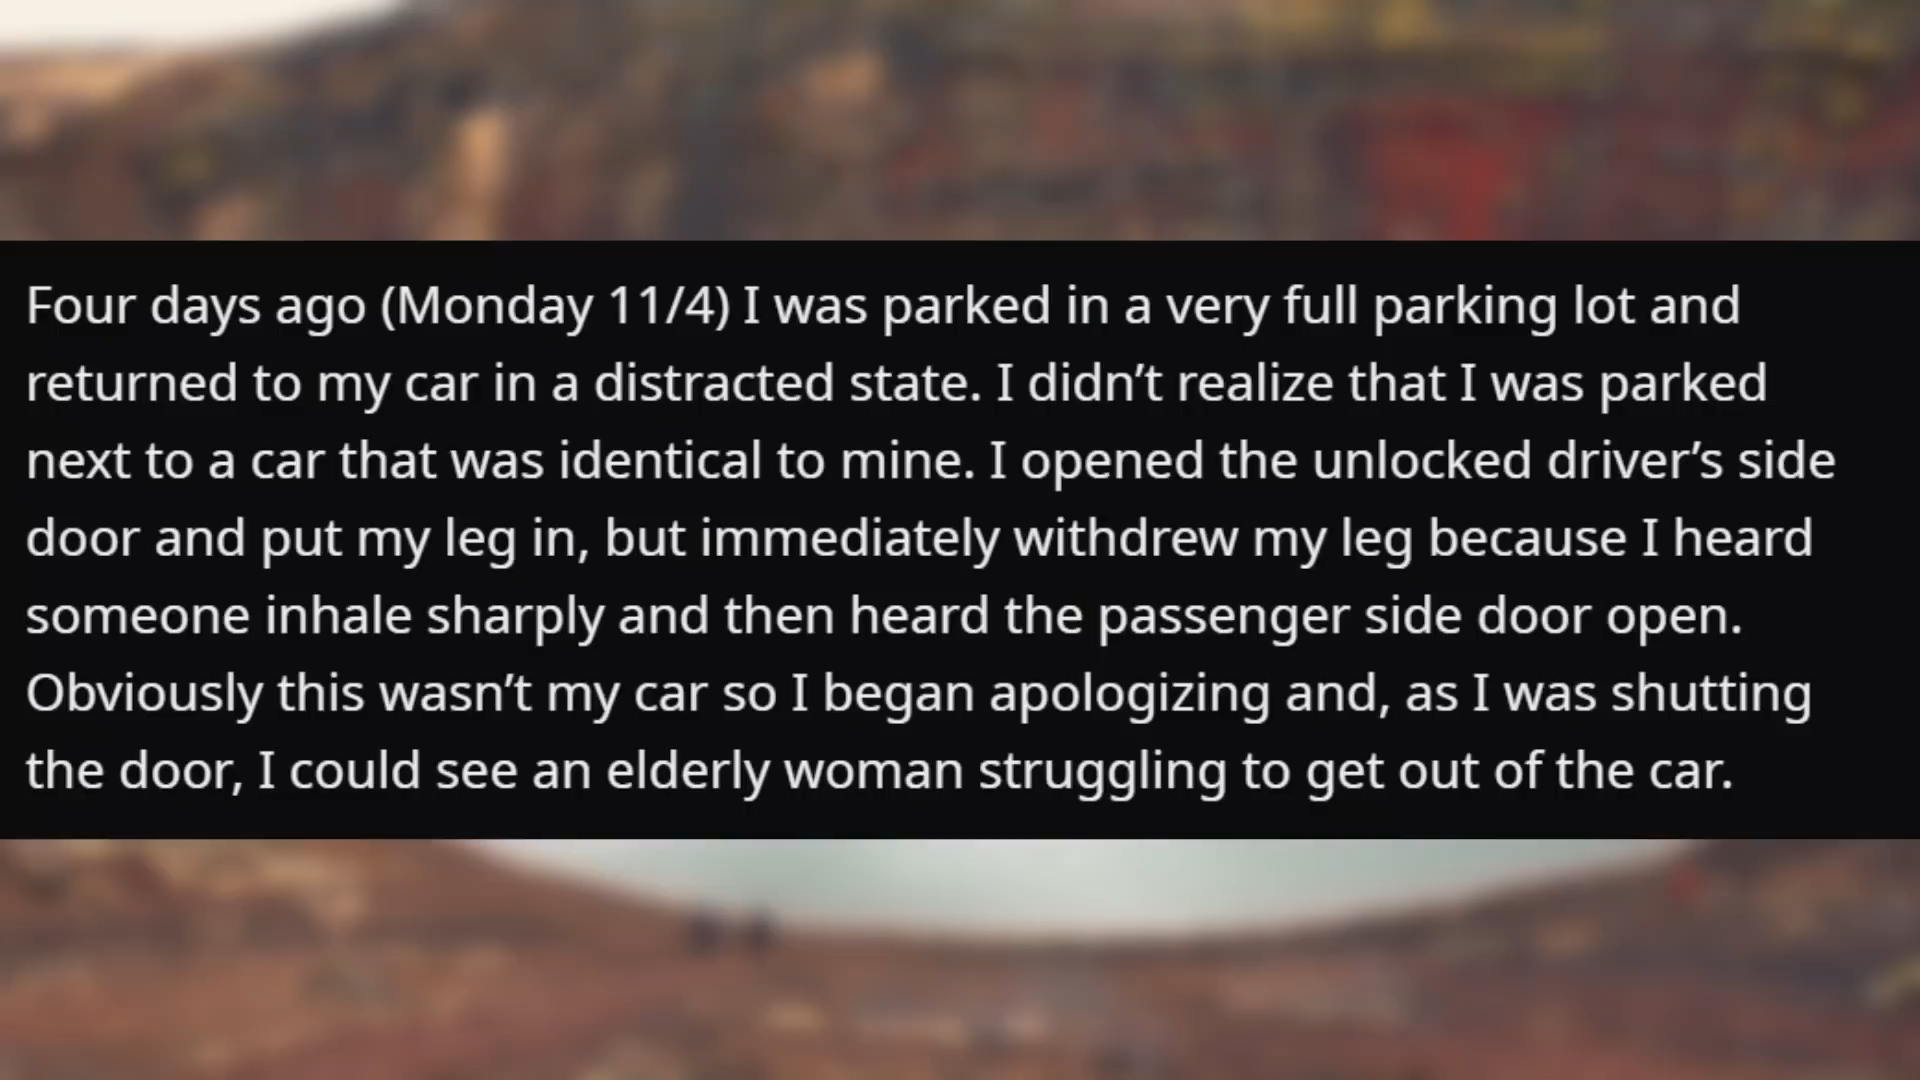 Four days ago (Monday 11/4) I was parked in a very full parking lot and
returned to my car in a distracted state. I didn’t realize that I was parked
next to a car that was identical to mine. I opened the unlocked driver’s side
door and put my leg in, but immediately withdrew my leg because I heard
someone inhale sharply and then heard the passenger side door open.
Obviously this wasn’t my car so I began apologizing and, as I was shutting
the door, I could see an elderly woman struggling to get out of the car.